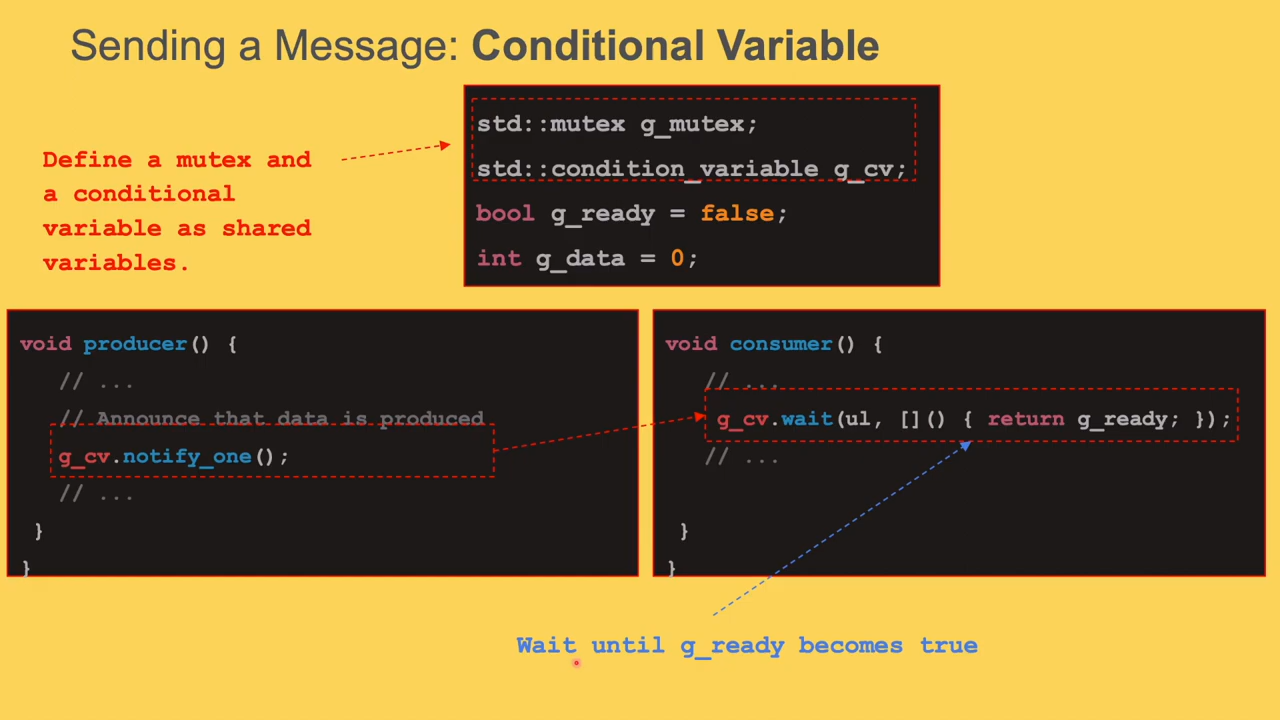 Sending a Message: Conditional Variable
Define a mutex and
a conditional
variable as shared
variables.
std::mutex g_mutex;
std::condition_variable g_cv;
bool g_ready = false;
int g_data = 0;
void producer() {
// ...
// Announce that data is produced
g_cv.notify_one();
// ...
}
}
void consumer() {
// ...
g_cv.wait(ul, []() { return g_ready; });
// ...
}
}
Wait until g_ready becomes true